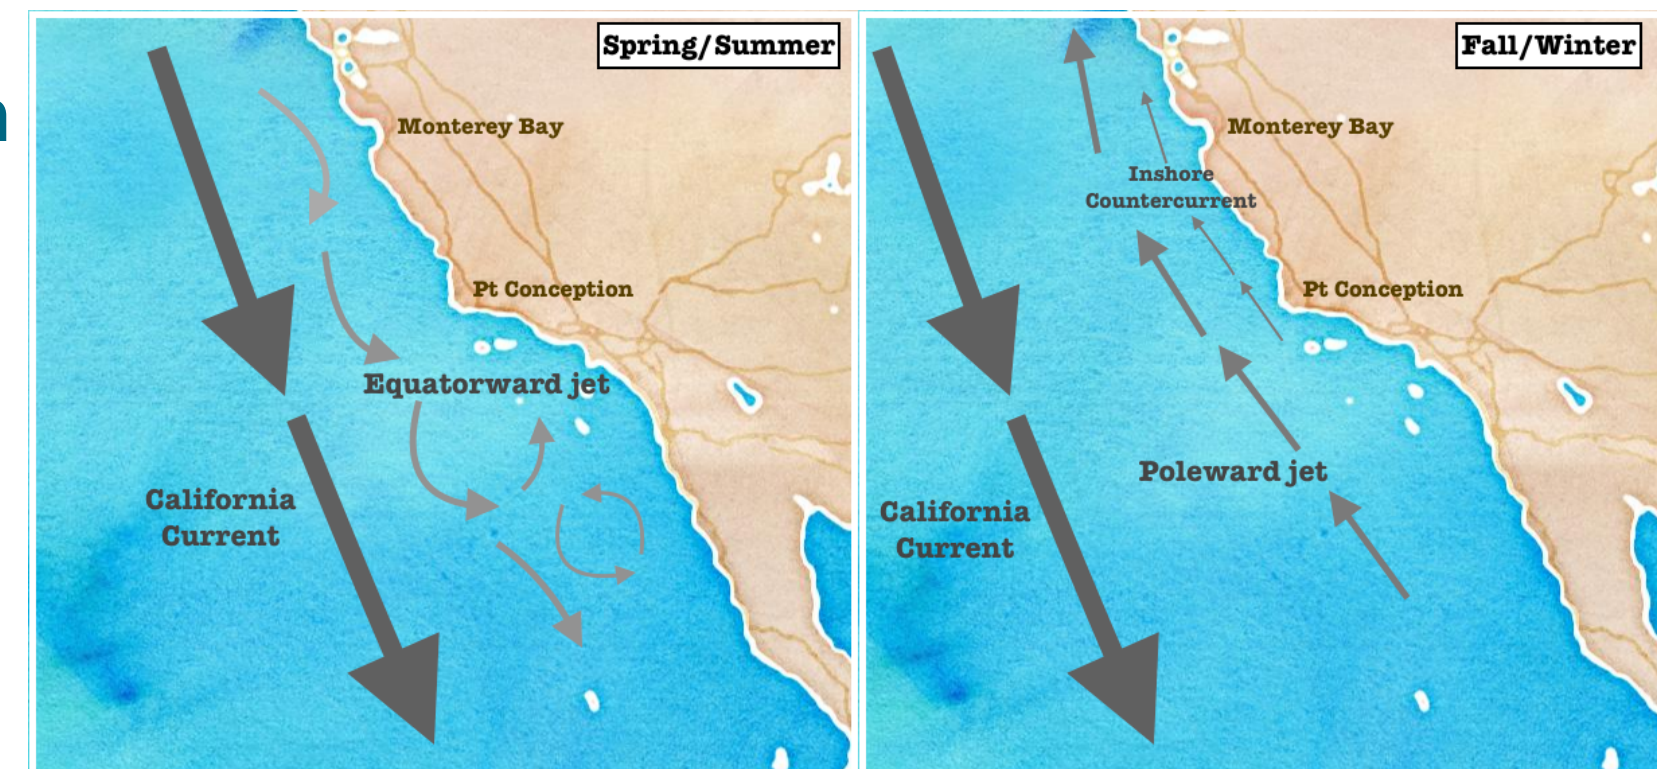 Spring/Summer
Monterey Bay
Pt Conception
Equatorward jet
California
Current
Fall/Winter
Monterey Bay
Inshore
Countercurrent
Pt Conception
Poleward jet
California
Current